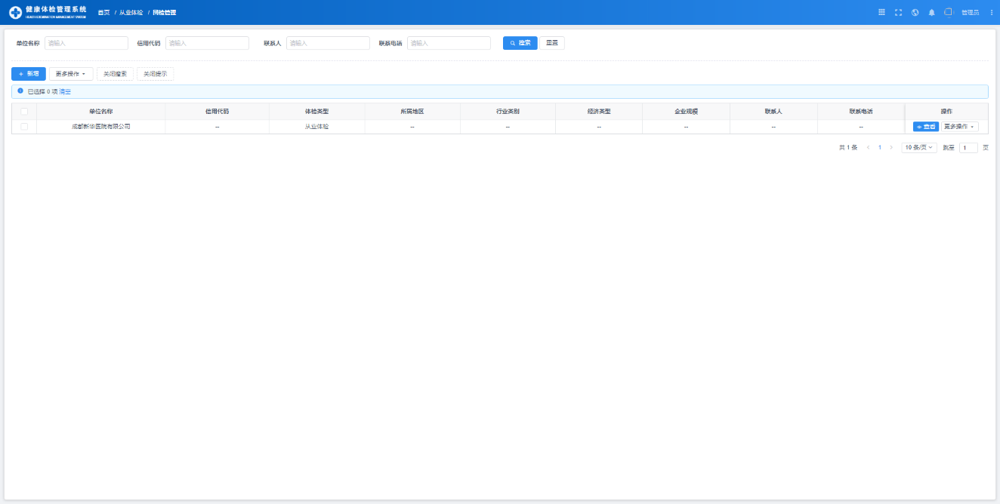 健康体检管理系统
HEALTH EXAMINATION MANAGEMENT SYSTEM
首页 / 从业体检 / 团检管理
管理员
单位名称 请输入 信用代码 请输入 联系人 请输入 联系电话 请输入 搜索 重置
+ 新增 更多操作 关闭搜索 关闭提示
已选择 0 项 清空
单位名称 信用代码 体检类型 所属地区 行业类别 经济类型 企业规模 联系人 联系电话 操作
成都新华医院有限公司 -- 从业体检 -- -- -- -- -- -- 查看 更多操作
共 1 条 < 1 > 10 条/页 跳至 1 页